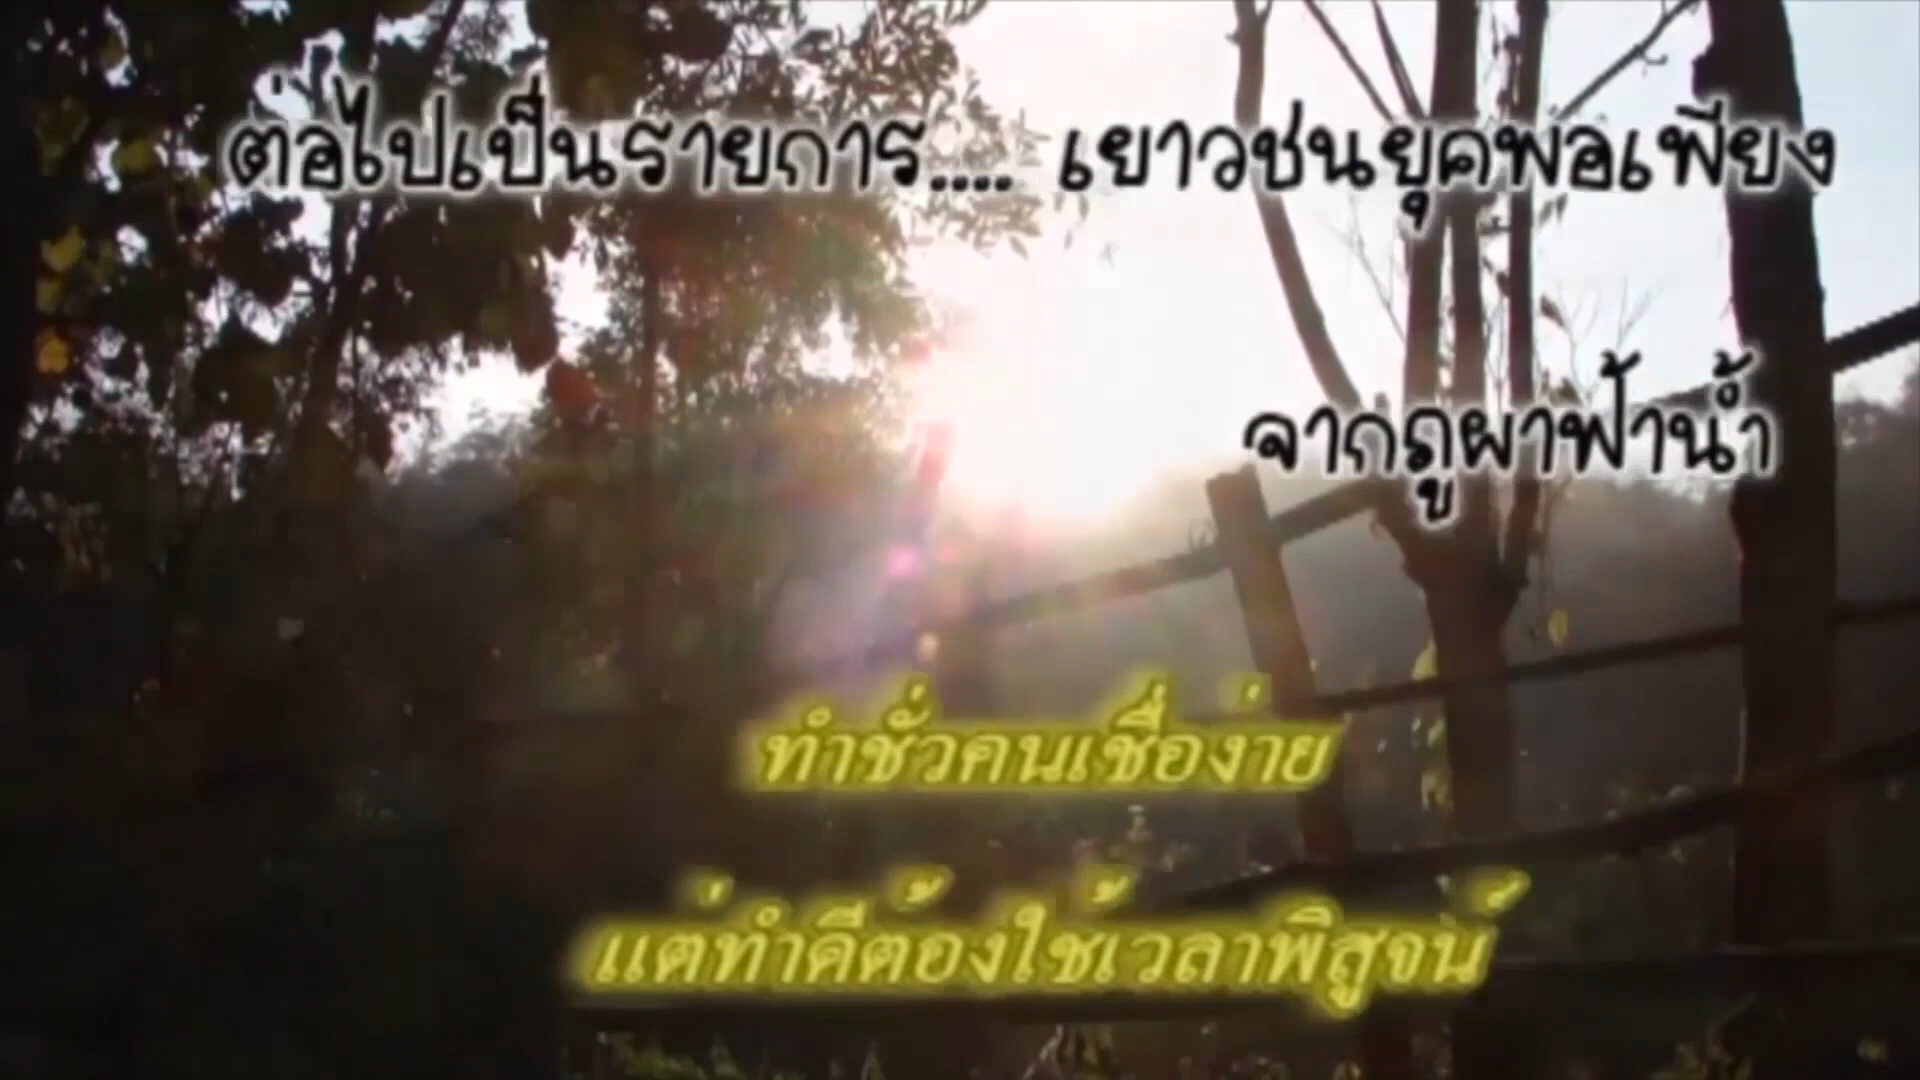 ต่อไปเป็นรายการ.... เยาวชนยุคพอเพียง
จากภูผาฟ้าน้ำ
ทำชั่วคนเชื่อง่าย
แต่ทำดีต้องใช้เวลาพิสูจน์